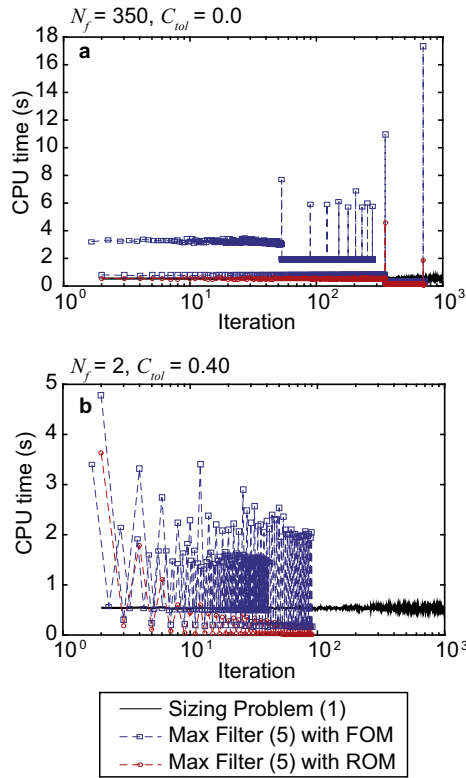 N_f = 350, C_tol = 0.0
a
18
16
14
12
10
8
6
4
2
0
CPU time (s)
10^0 10^1 10^2 10^3
Iteration
N_f = 2, C_tol = 0.40
b
5
4
3
2
1
0
CPU time (s)
10^0 10^1 10^2 10^3
Iteration
Sizing Problem (1)
Max Filter (5) with FOM
Max Filter (5) with ROM